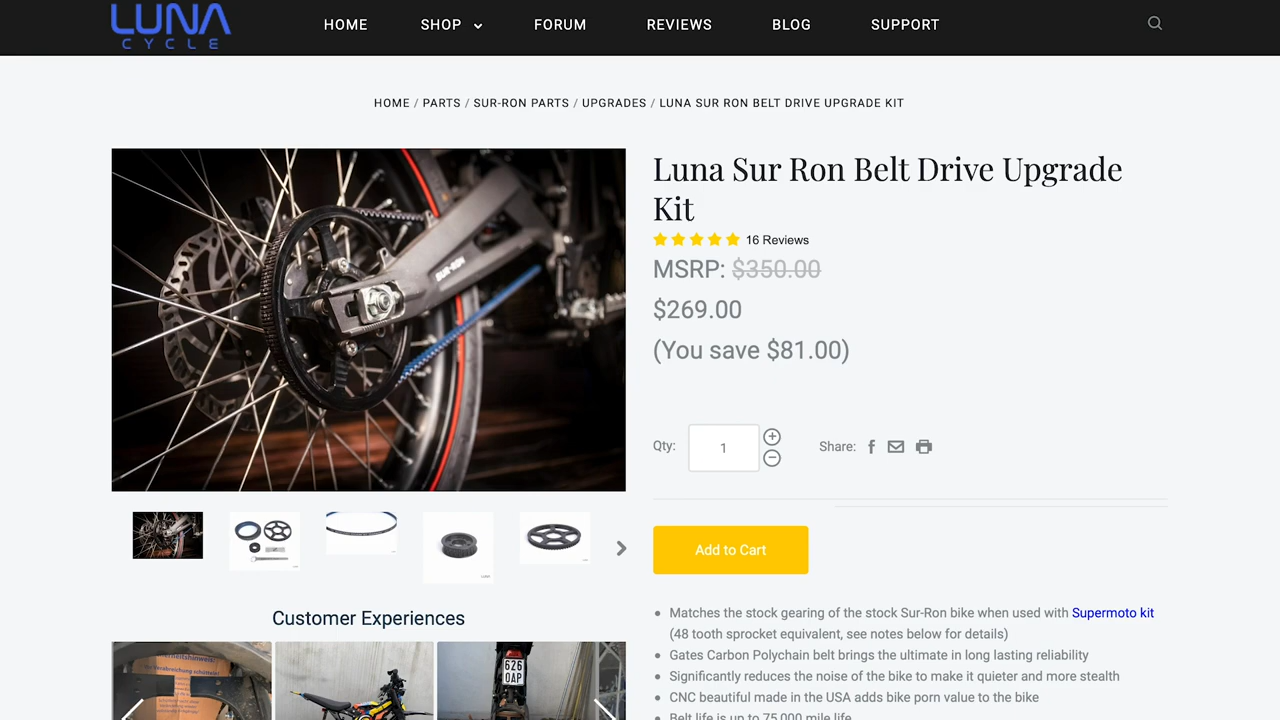 LUNA
CYCLE
HOME
SHOP
FORUM
REVIEWS
BLOG
SUPPORT
HOME / PARTS / SUR-RON PARTS / UPGRADES / LUNA SUR RON BELT DRIVE UPGRADE KIT
SUR-RON
Luna Sur Ron Belt Drive Upgrade
Kit
16 Reviews
MSRP: $350.00
$269.00
(You save $81.00)
Qty:
1
Share:
Add to Cart
Customer Experiences
626
0AP
Matches the stock gearing of the stock Sur-Ron bike when used with Supermoto kit
(48 tooth sprocket equivalent, see notes below for details)
Gates Carbon Polychain belt brings the ultimate in long lasting reliability
Significantly reduces the noise of the bike to make it quieter and more stealth
CNC beautiful made in the USA adds bike porn value to the bike
Belt life is up to 75,000 mile life